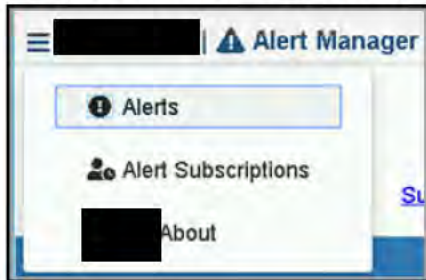 | Alert Manager
Alerts
Alert Subscriptions
Su
About